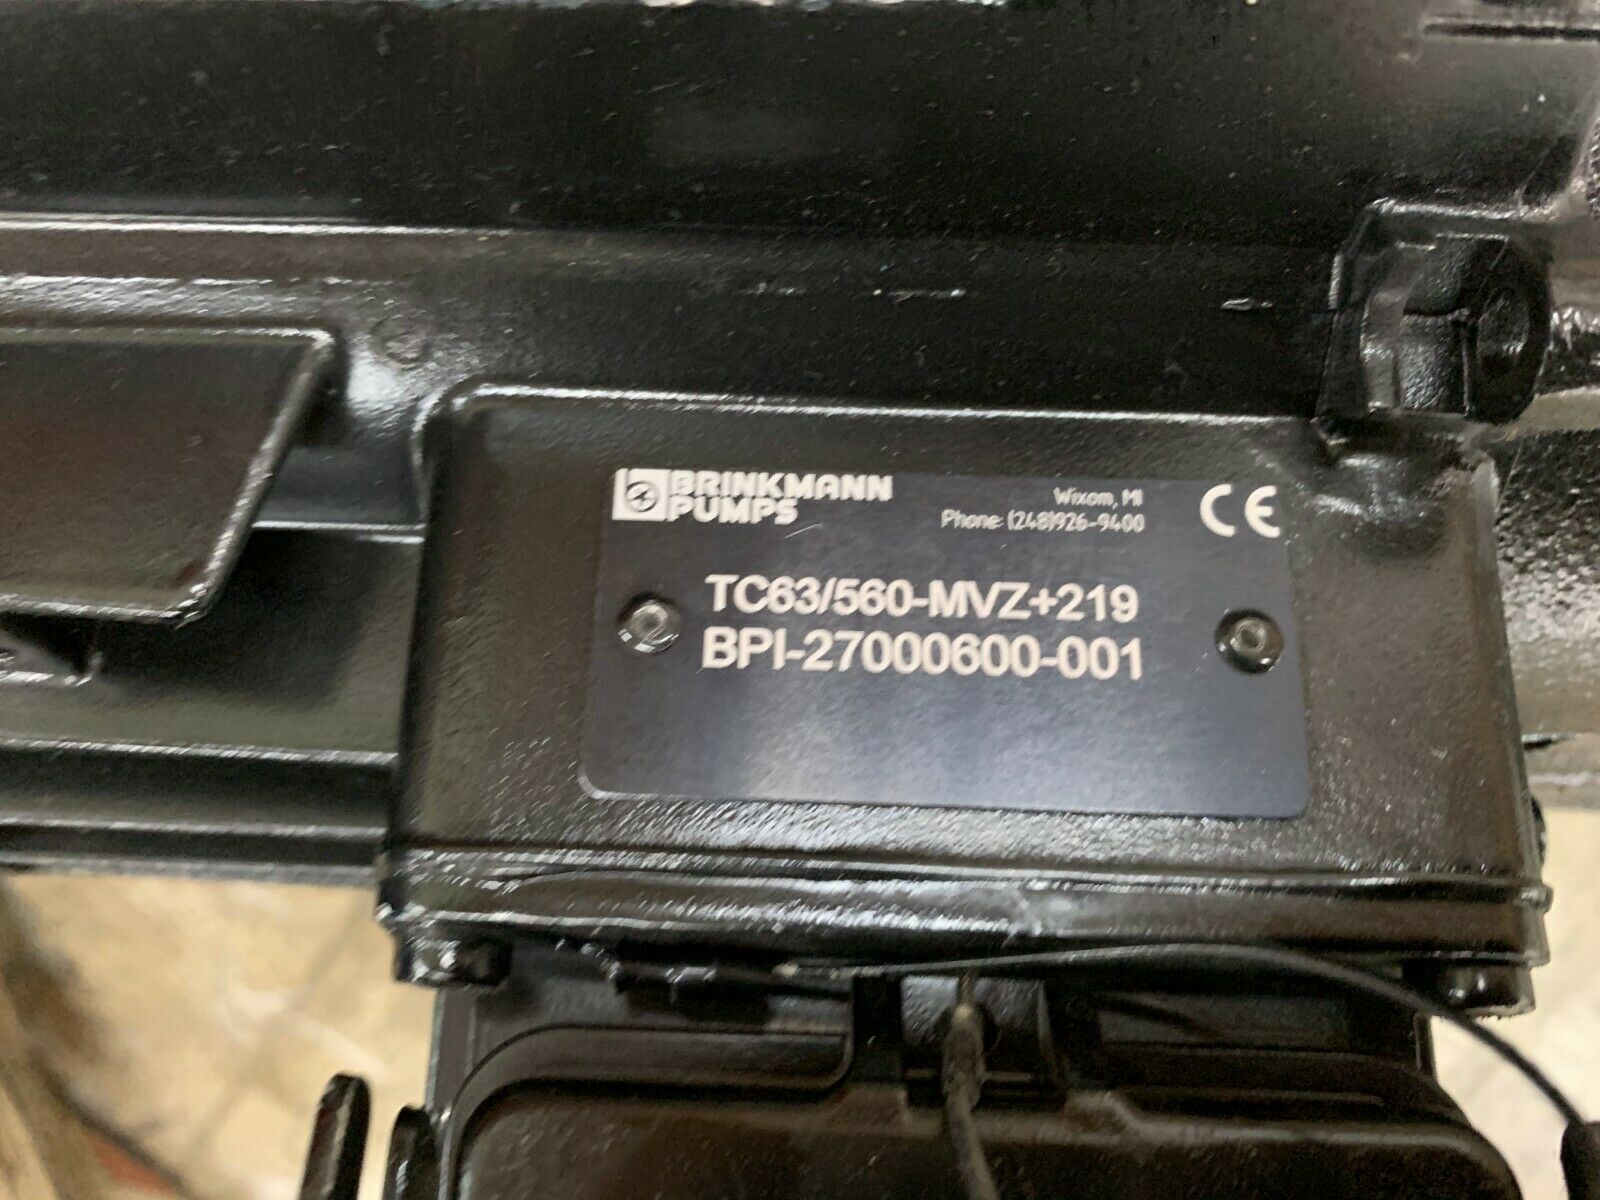 BRINKMANN
PUMPS
Wixom, MI
Phone: (248)926-9400
CE
TC63/560-MVZ+219
BPI-27000600-001